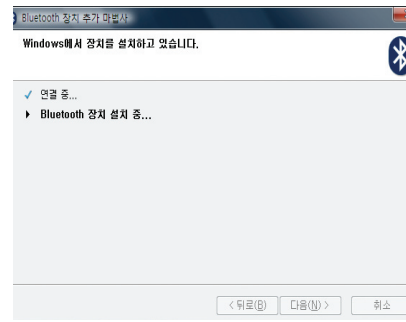 Bluetooth 장치 추가 마법사
Windows에서 장치를 설치하고 있습니다.
연결 중...
Bluetooth 장치 설치 중...
< 뒤로(B)
다음(N) >
취소